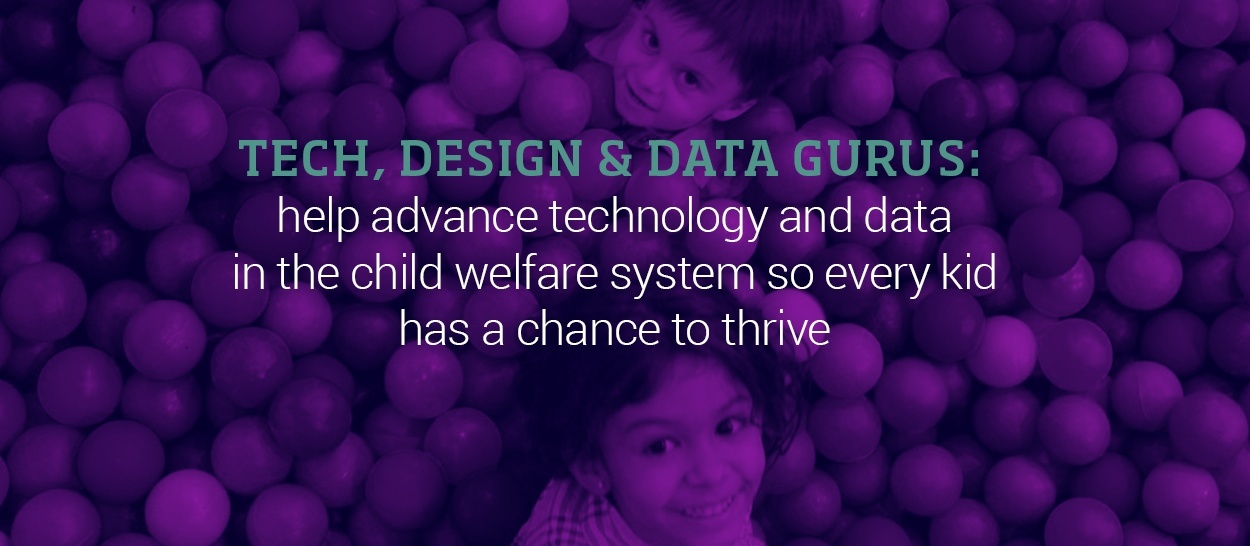 TECH, DESIGN & DATA GURUS:
help advance technology and data
in the child welfare system so every kid
has a chance to thrive